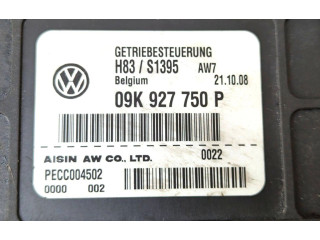 GETRIEBESTEUERUNG
H83 / S1395 AW7
Belgium 21.10.08
09K 927 750 P
AISIN AW CO., LTD. 0022
PECC004502
0000 002